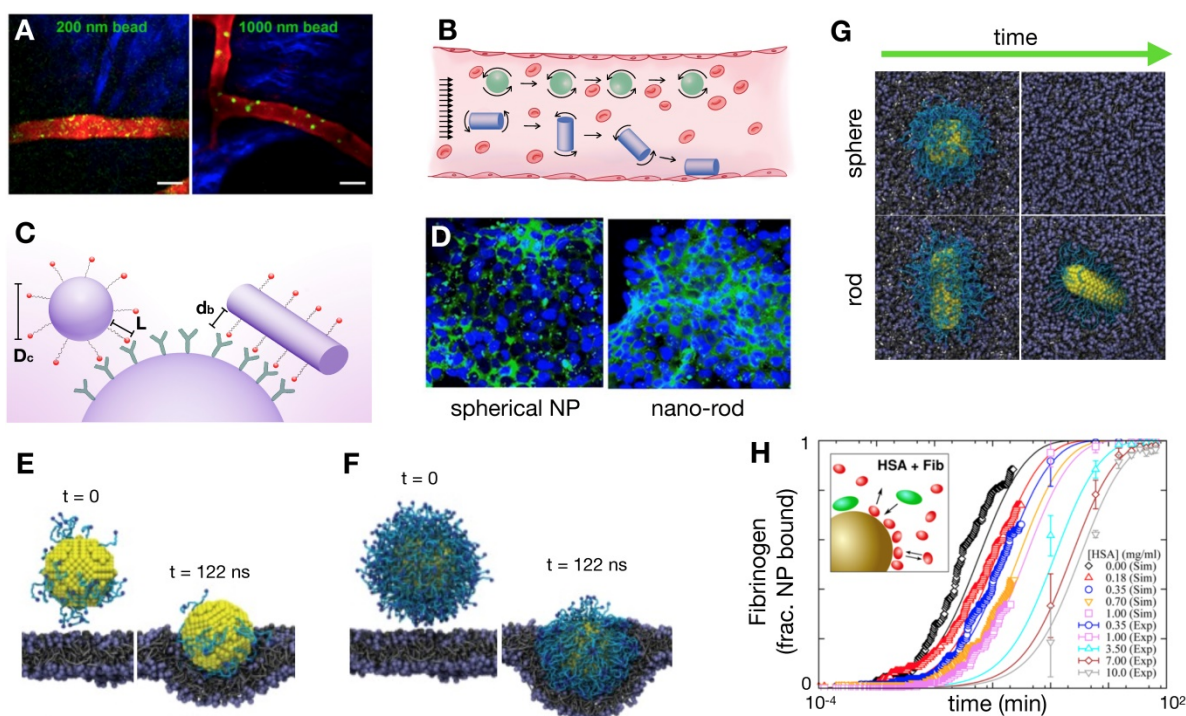 A
200 nm bead
1000 nm bead
B
C
Dc
L
db
D
spherical NP
nano-rod
E
t = 0
t = 122 ns
F
t = 0
t = 122 ns
G
time
sphere
rod
H
HSA + Fib
Fibrinogen
(frac. NP bound)
1
0
[HSA] (mg/ml)
0.00 (Sim)
0.18 (Sim)
0.35 (Sim)
0.70 (Sim)
1.00 (Sim)
0.35 (Exp)
1.00 (Exp)
3.50 (Exp)
7.00 (Exp)
10.0 (Exp)
10-4
time (min)
10²